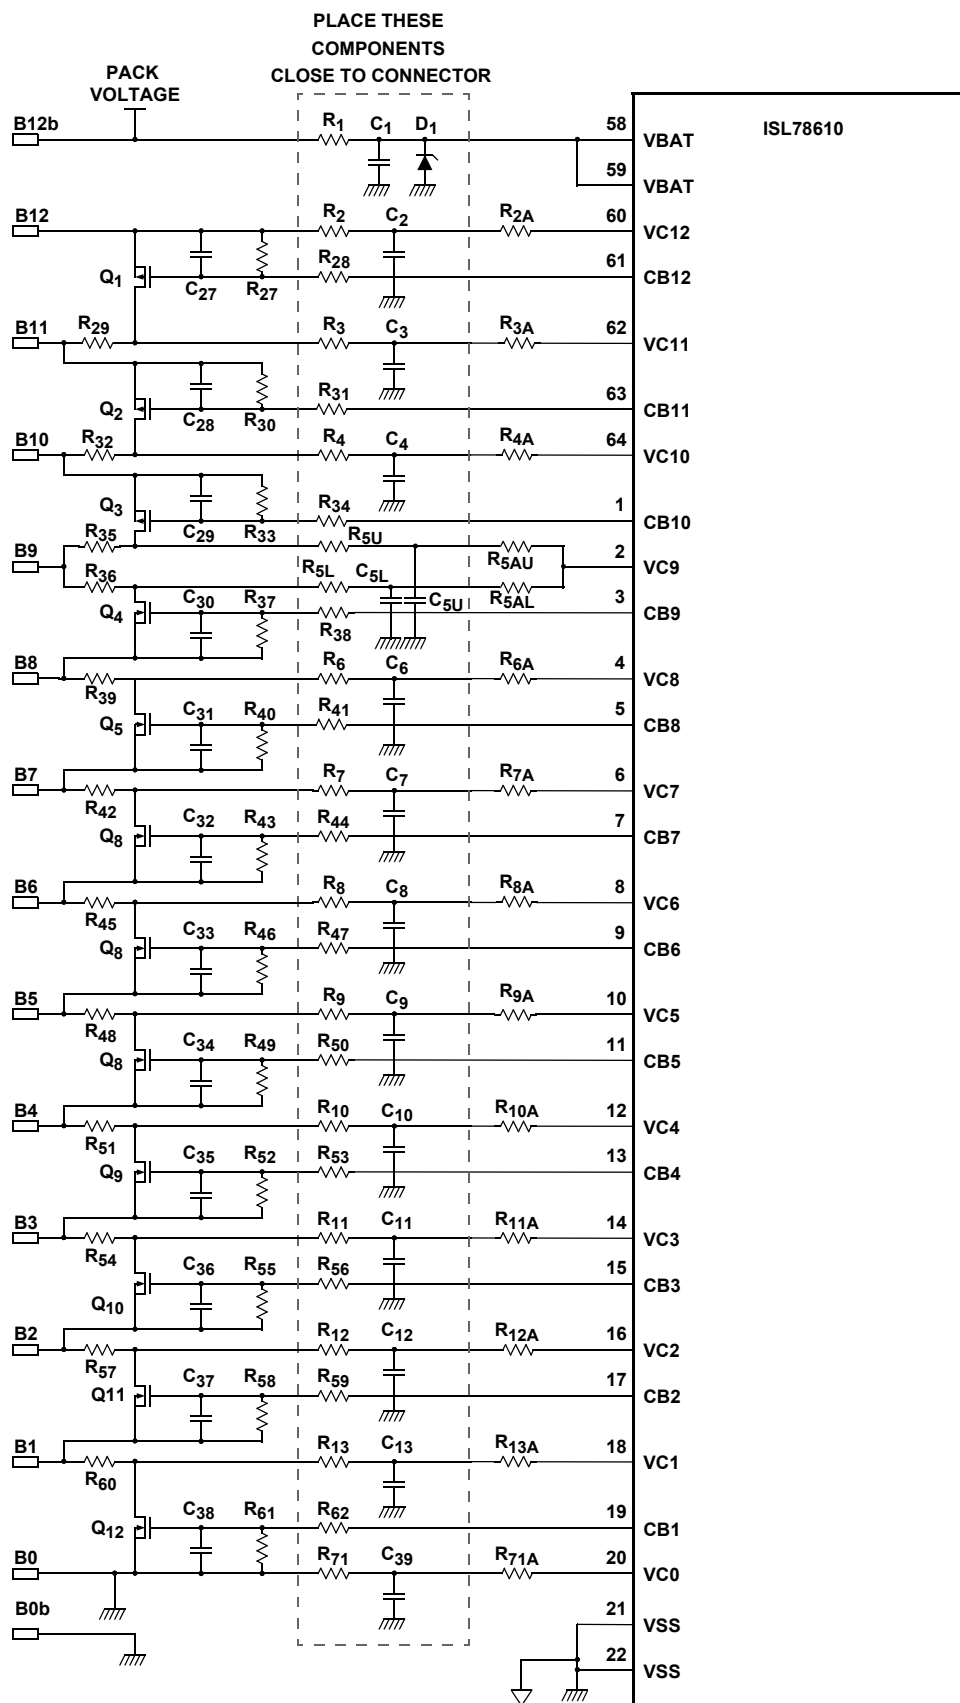 PLACE THESE
COMPONENTS
CLOSE TO CONNECTOR
PACK
VOLTAGE
ISL78610
B12b R1 C1 D1 58 VBAT
59 VBAT
B12 R2 C2 R2A 60 VC12
Q1 C27 R27 R28 61 CB12
B11 R29 R3 C3 R3A 62 VC11
Q2 C28 R30 R31 63 CB11
B10 R32 R4 C4 R4A 64 VC10
Q3 C29 R33 R34 1 CB10
B9 R35 R5U R5AU 2 VC9
R36 R5L C5L C5U R5AL
Q4 C30 R37 R38 3 CB9
B8 R39 R6 C6 R6A 4 VC8
Q5 C31 R40 R41 5 CB8
B7 R42 R7 C7 R7A 6 VC7
Q8 C32 R43 R44 7 CB7
B6 R45 R8 C8 R8A 8 VC6
Q8 C33 R46 R47 9 CB6
B5 R48 R9 C9 R9A 10 VC5
Q8 C34 R49 R50 11 CB5
B4 R51 R10 C10 R10A 12 VC4
Q9 C35 R52 R53 13 CB4
B3 R54 R11 C11 R11A 14 VC3
Q10 C36 R55 R56 15 CB3
B2 R57 R12 C12 R12A 16 VC2
Q11 C37 R58 R59 17 CB2
B1 R60 R13 C13 R13A 18 VC1
Q12 C38 R61 R62 19 CB1
B0 R71 C39 R71A 20 VC0
B0b 21 VSS
22 VSS